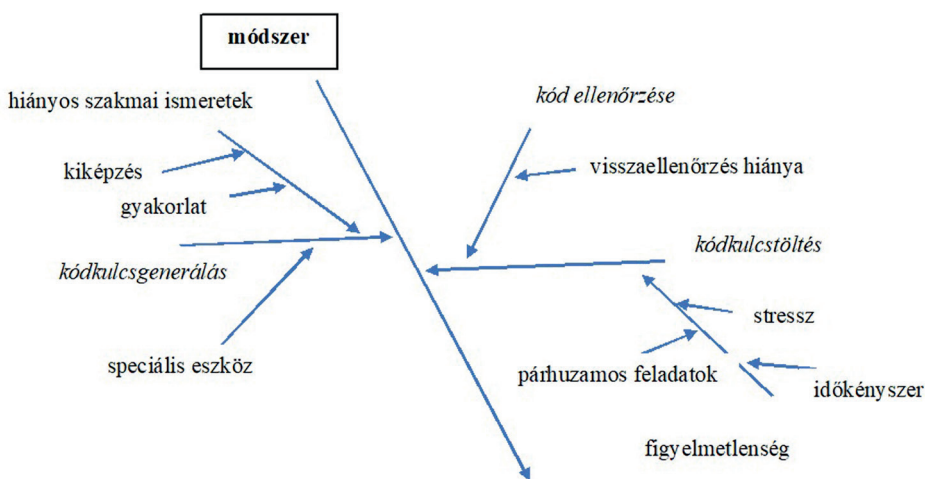 módszer
hiányos szakmai ismeretek
kód ellenőrzése
kiképzés
visszaellenőrzés hiánya
gyakorlat
kódkulcsgenerálás
kódkulcstöltés
stressz
speciális eszköz
párhuzamos feladatok
időkényszer
figyelmetlenség